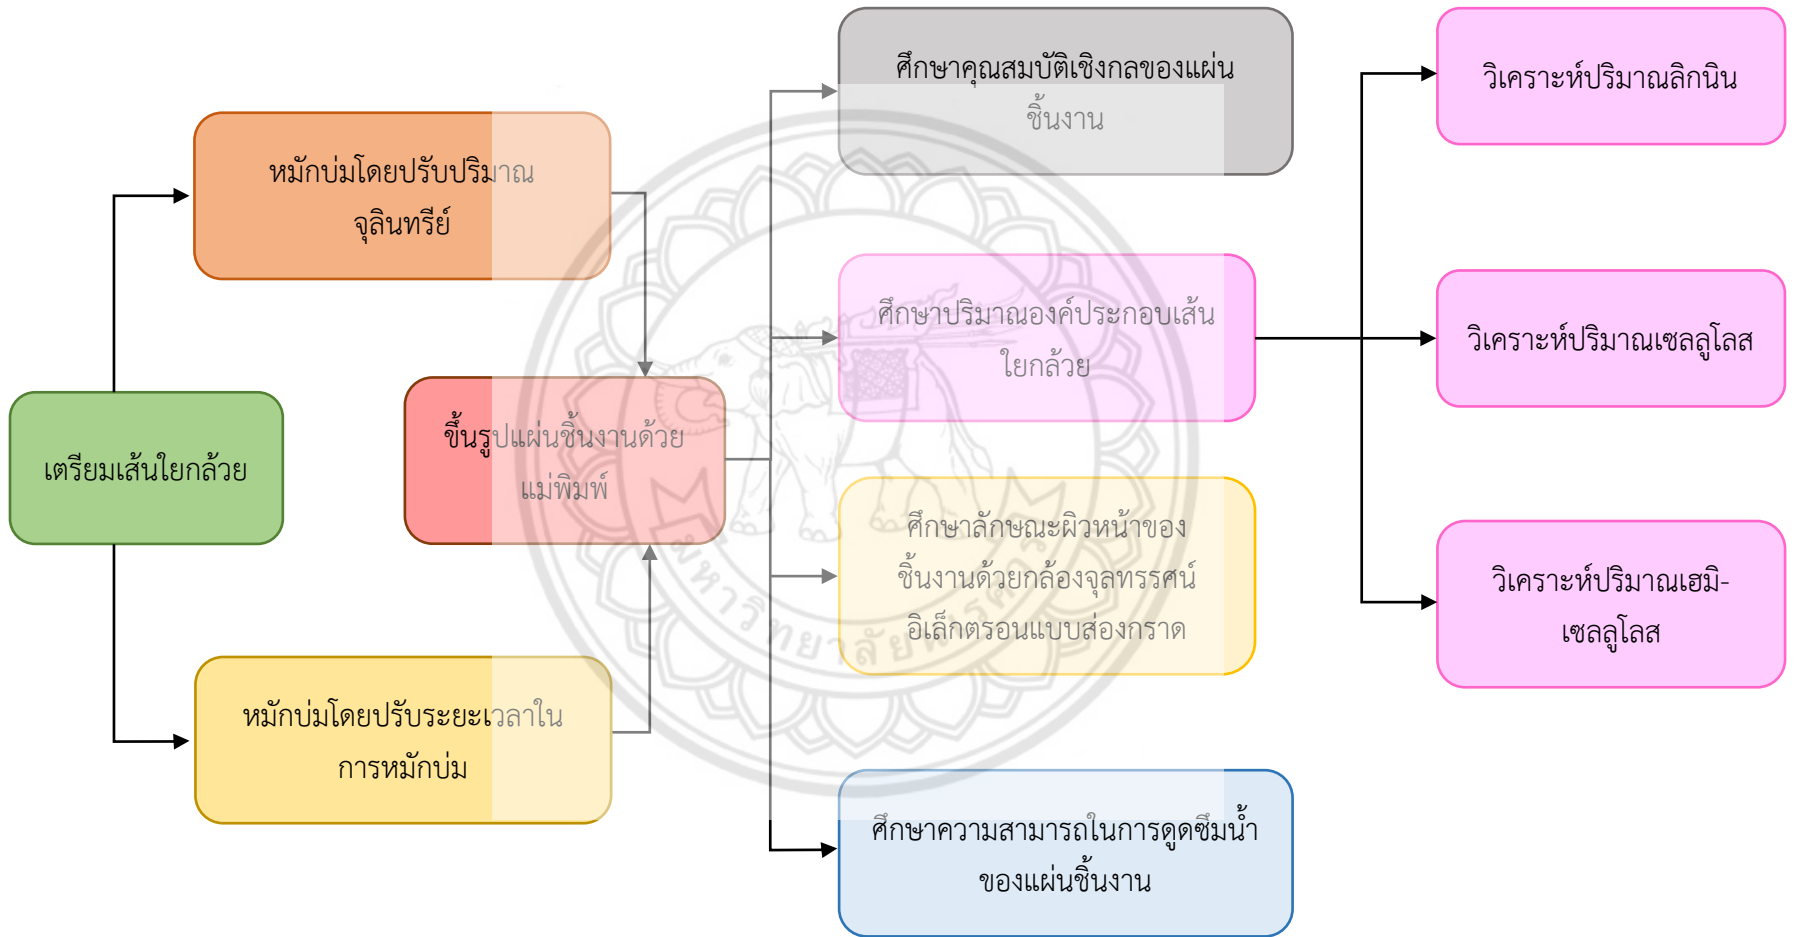 เตรียมเส้นใยกล้วย
หมักบ่มโดยปรับปริมาณ
จุลินทรีย์
หมักบ่มโดยปรับระยะเวลาใน
การหมักบ่ม
ขึ้นรูปแผ่นชิ้นงานด้วย
แม่พิมพ์
ศึกษาคุณสมบัติเชิงกลของแผ่น
ชิ้นงาน
ศึกษาปริมาณองค์ประกอบเส้น
ใยกล้วย
ศึกษาลักษณะผิวหน้าของ
ชิ้นงานด้วยกล้องจุลทรรศน์
อิเล็กตรอนแบบส่องกราด
ศึกษาความสามารถในการดูดซึมน้ำ
ของแผ่นชิ้นงาน
วิเคราะห์ปริมาณลิกนิน
วิเคราะห์ปริมาณเซลลูโลส
วิเคราะห์ปริมาณเฮมิ-
เซลลูโลส
มหาวิทยาลัยนเรศวร